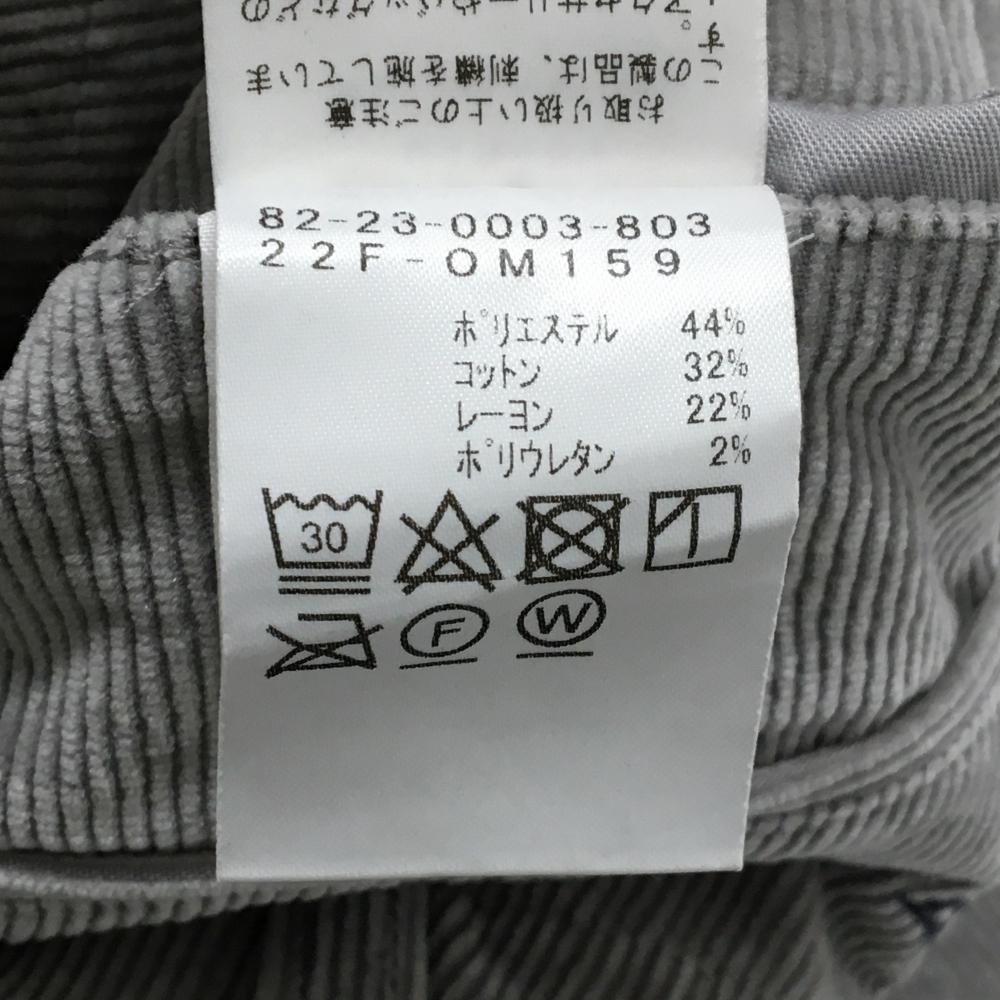 お取り扱い上のご注意
この製品は、刺繍を施していま
す。
82-23-0003-803
22F-OM159
ポリエステル 44%
コットン 32%
レーヨン 22%
ポリウレタン 2%
30
F
W